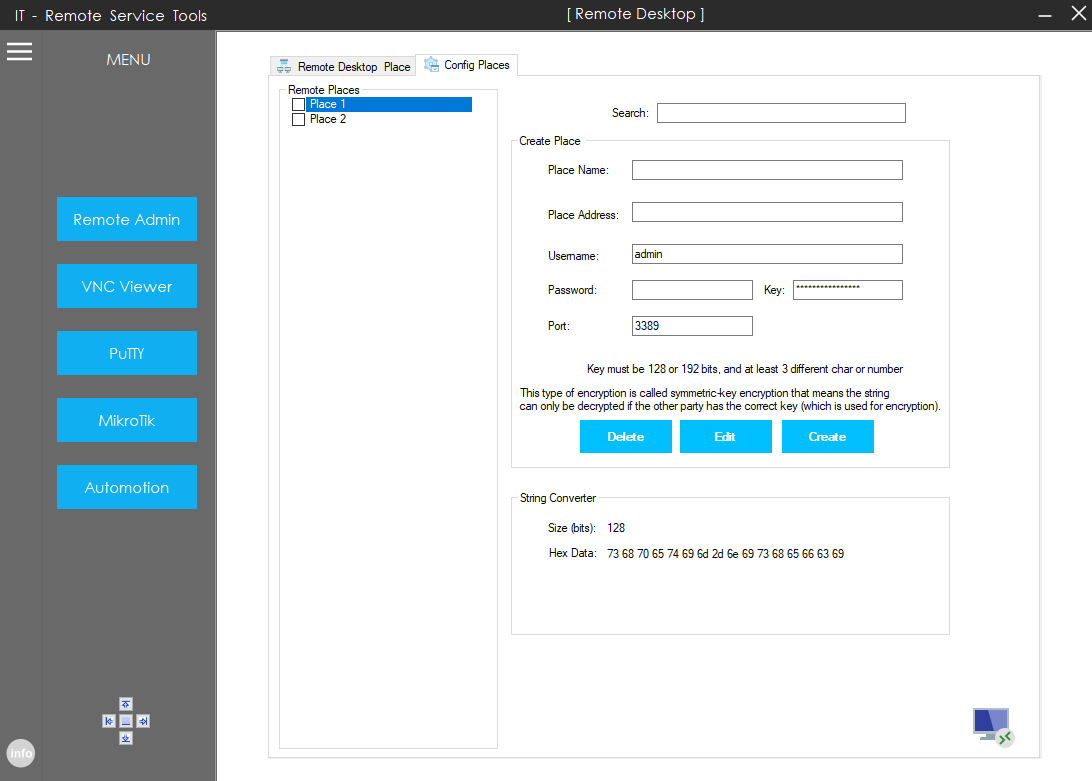 IT - Remote Service Tools
[ Remote Desktop ]
MENU
Remote Admin
VNC Viewer
PuTTY
MikroTik
Automotion
info
Remote Desktop Place
Config Places
Remote Places
Place 1
Place 2
Search:
Create Place
Place Name:
Place Address:
Username: admin
Password:
Key: ****************
Port: 3389
Key must be 128 or 192 bits, and at least 3 different char or number
This type of encryption is called symmetric-key encryption that means the string
can only be decrypted if the other party has the correct key (which is used for encryption).
Delete
Edit
Create
String Converter
Size (bits): 128
Hex Data: 73 68 70 65 74 69 6d 2d 6e 69 73 68 65 66 63 69